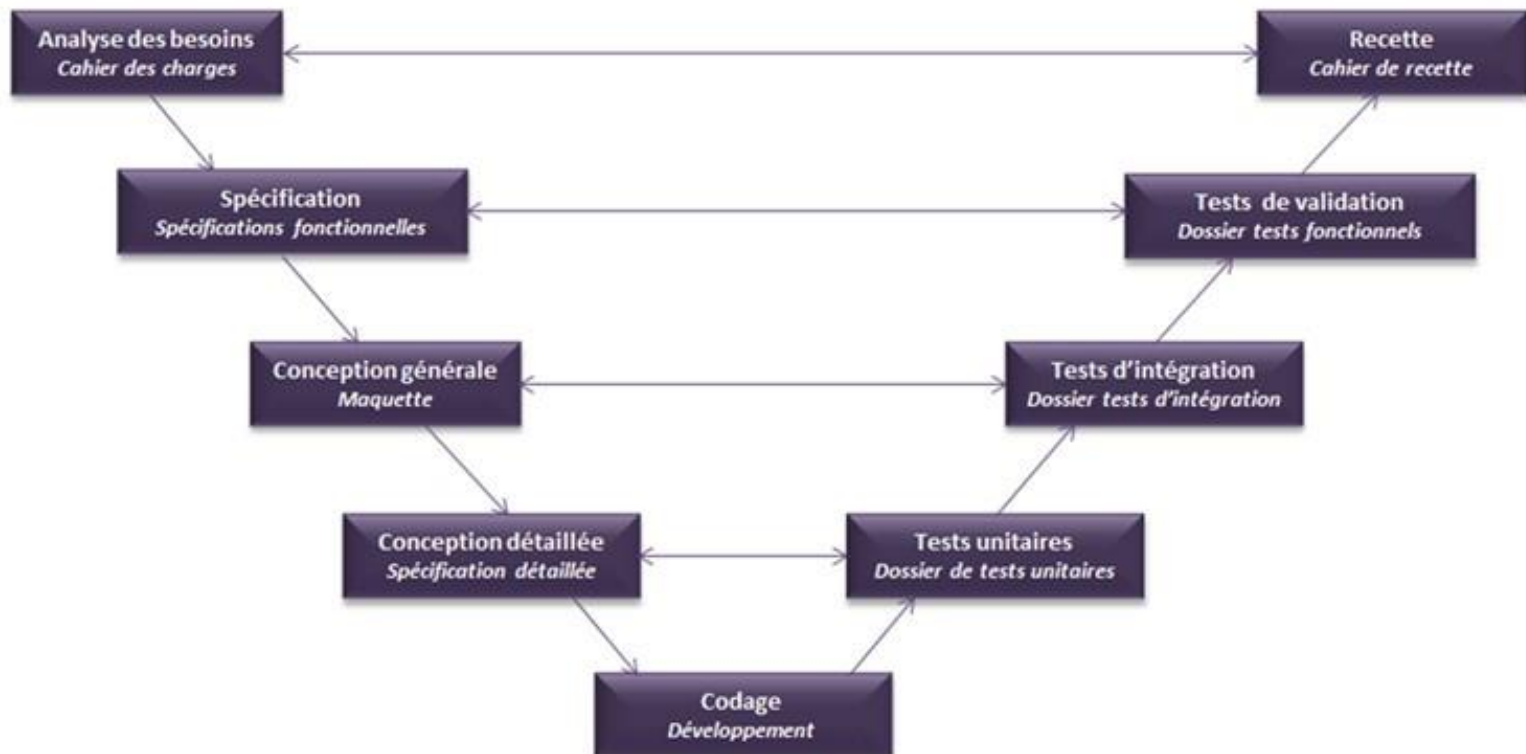 Analyse des besoins
Cahier des charges
Recette
Cahier de recette
Spécification
Spécifications fonctionnelles
Tests de validation
Dossier tests fonctionnels
Conception générale
Maquette
Tests d'intégration
Dossier tests d'intégration
Conception détaillée
Spécification détaillée
Tests unitaires
Dossier de tests unitaires
Codage
Développement